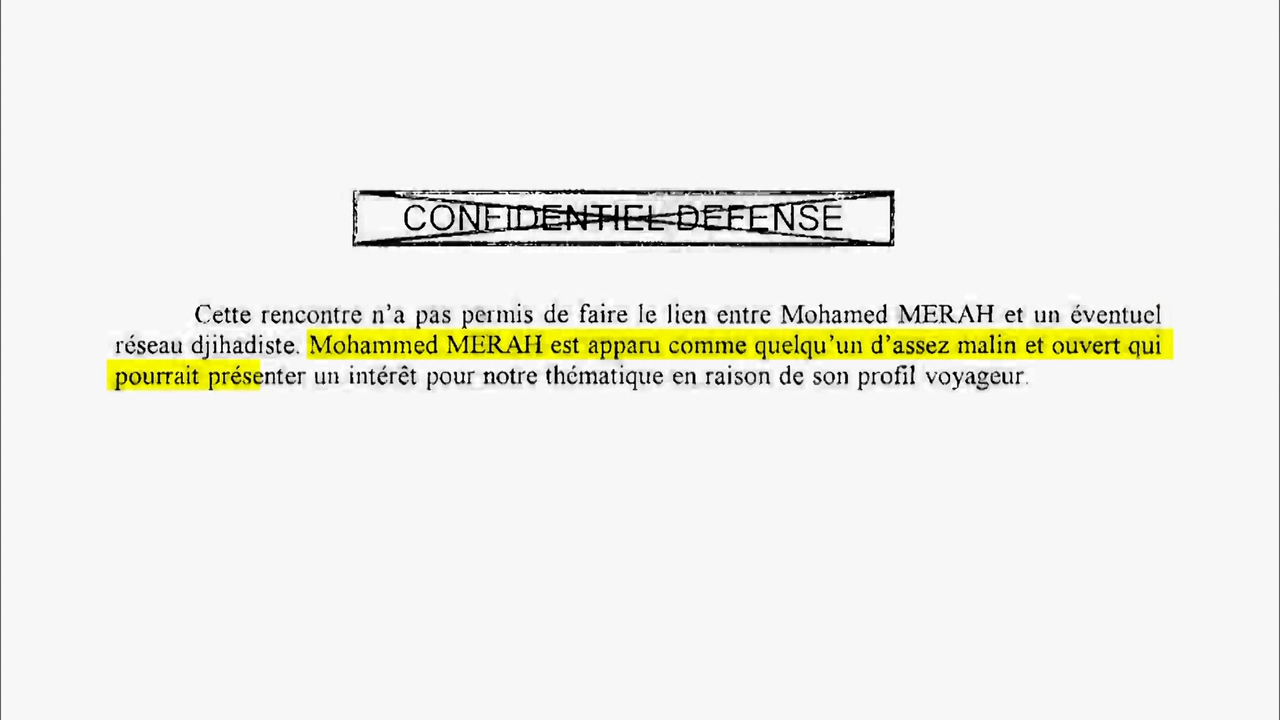 CONFIDENTIEL DEFENSE
Cette rencontre n'a pas permis de faire le lien entre Mohamed MERAH et un éventuel
réseau djihadiste. Mohammed MERAH est apparu comme quelqu'un d'assez malin et ouvert qui
pourrait présenter un intérêt pour notre thématique en raison de son profil voyageur.